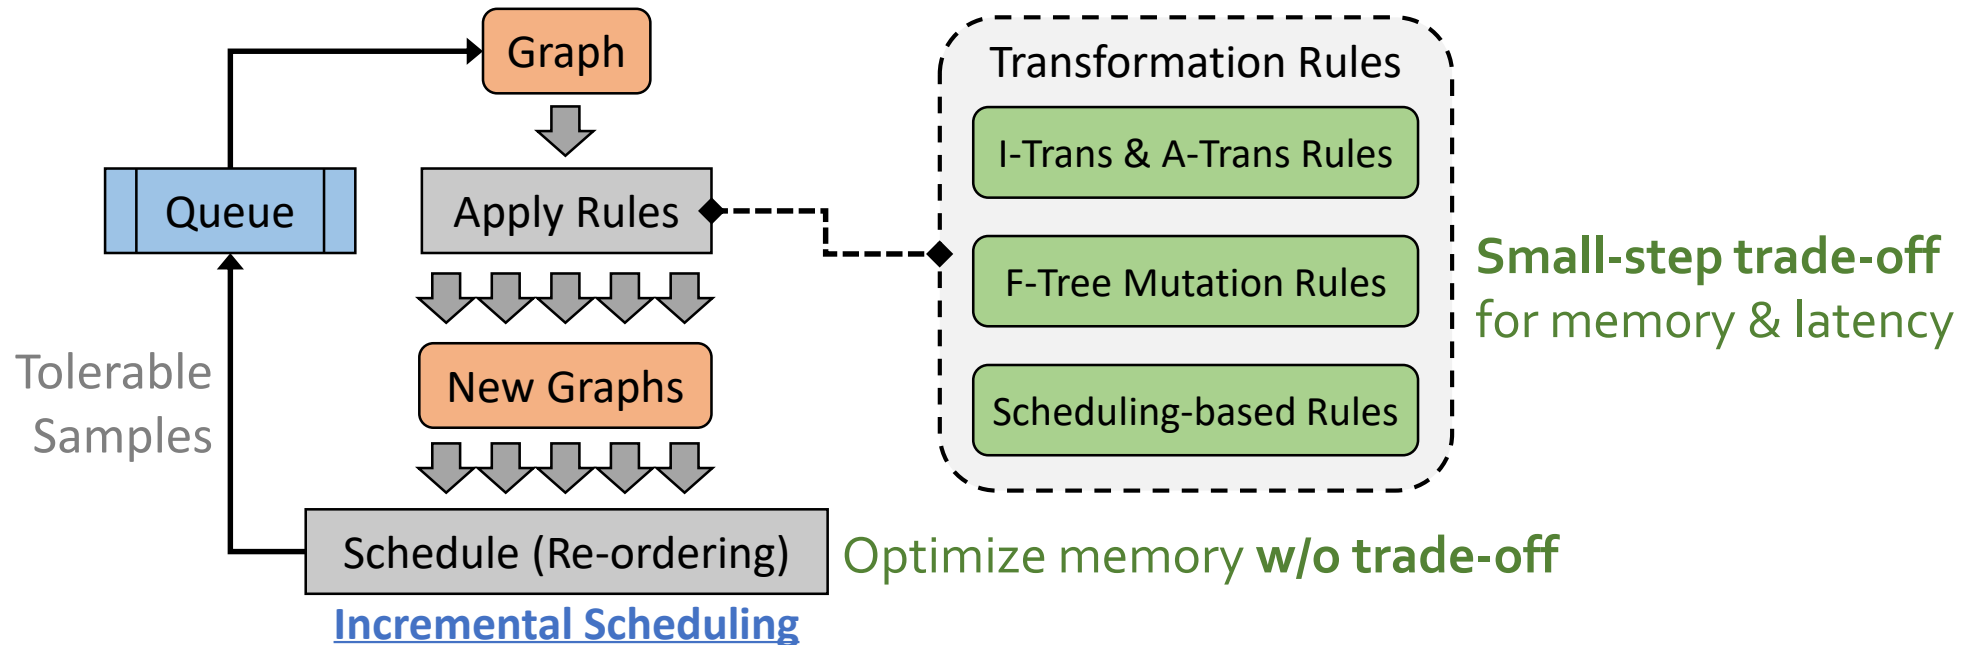 Graph
Transformation Rules
I-Trans & A-Trans Rules
Queue
Apply Rules
F-Tree Mutation Rules
Small-step trade-off
for memory & latency
Tolerable
Samples
New Graphs
Scheduling-based Rules
Schedule (Re-ordering)
Optimize memory w/o trade-off
Incremental Scheduling